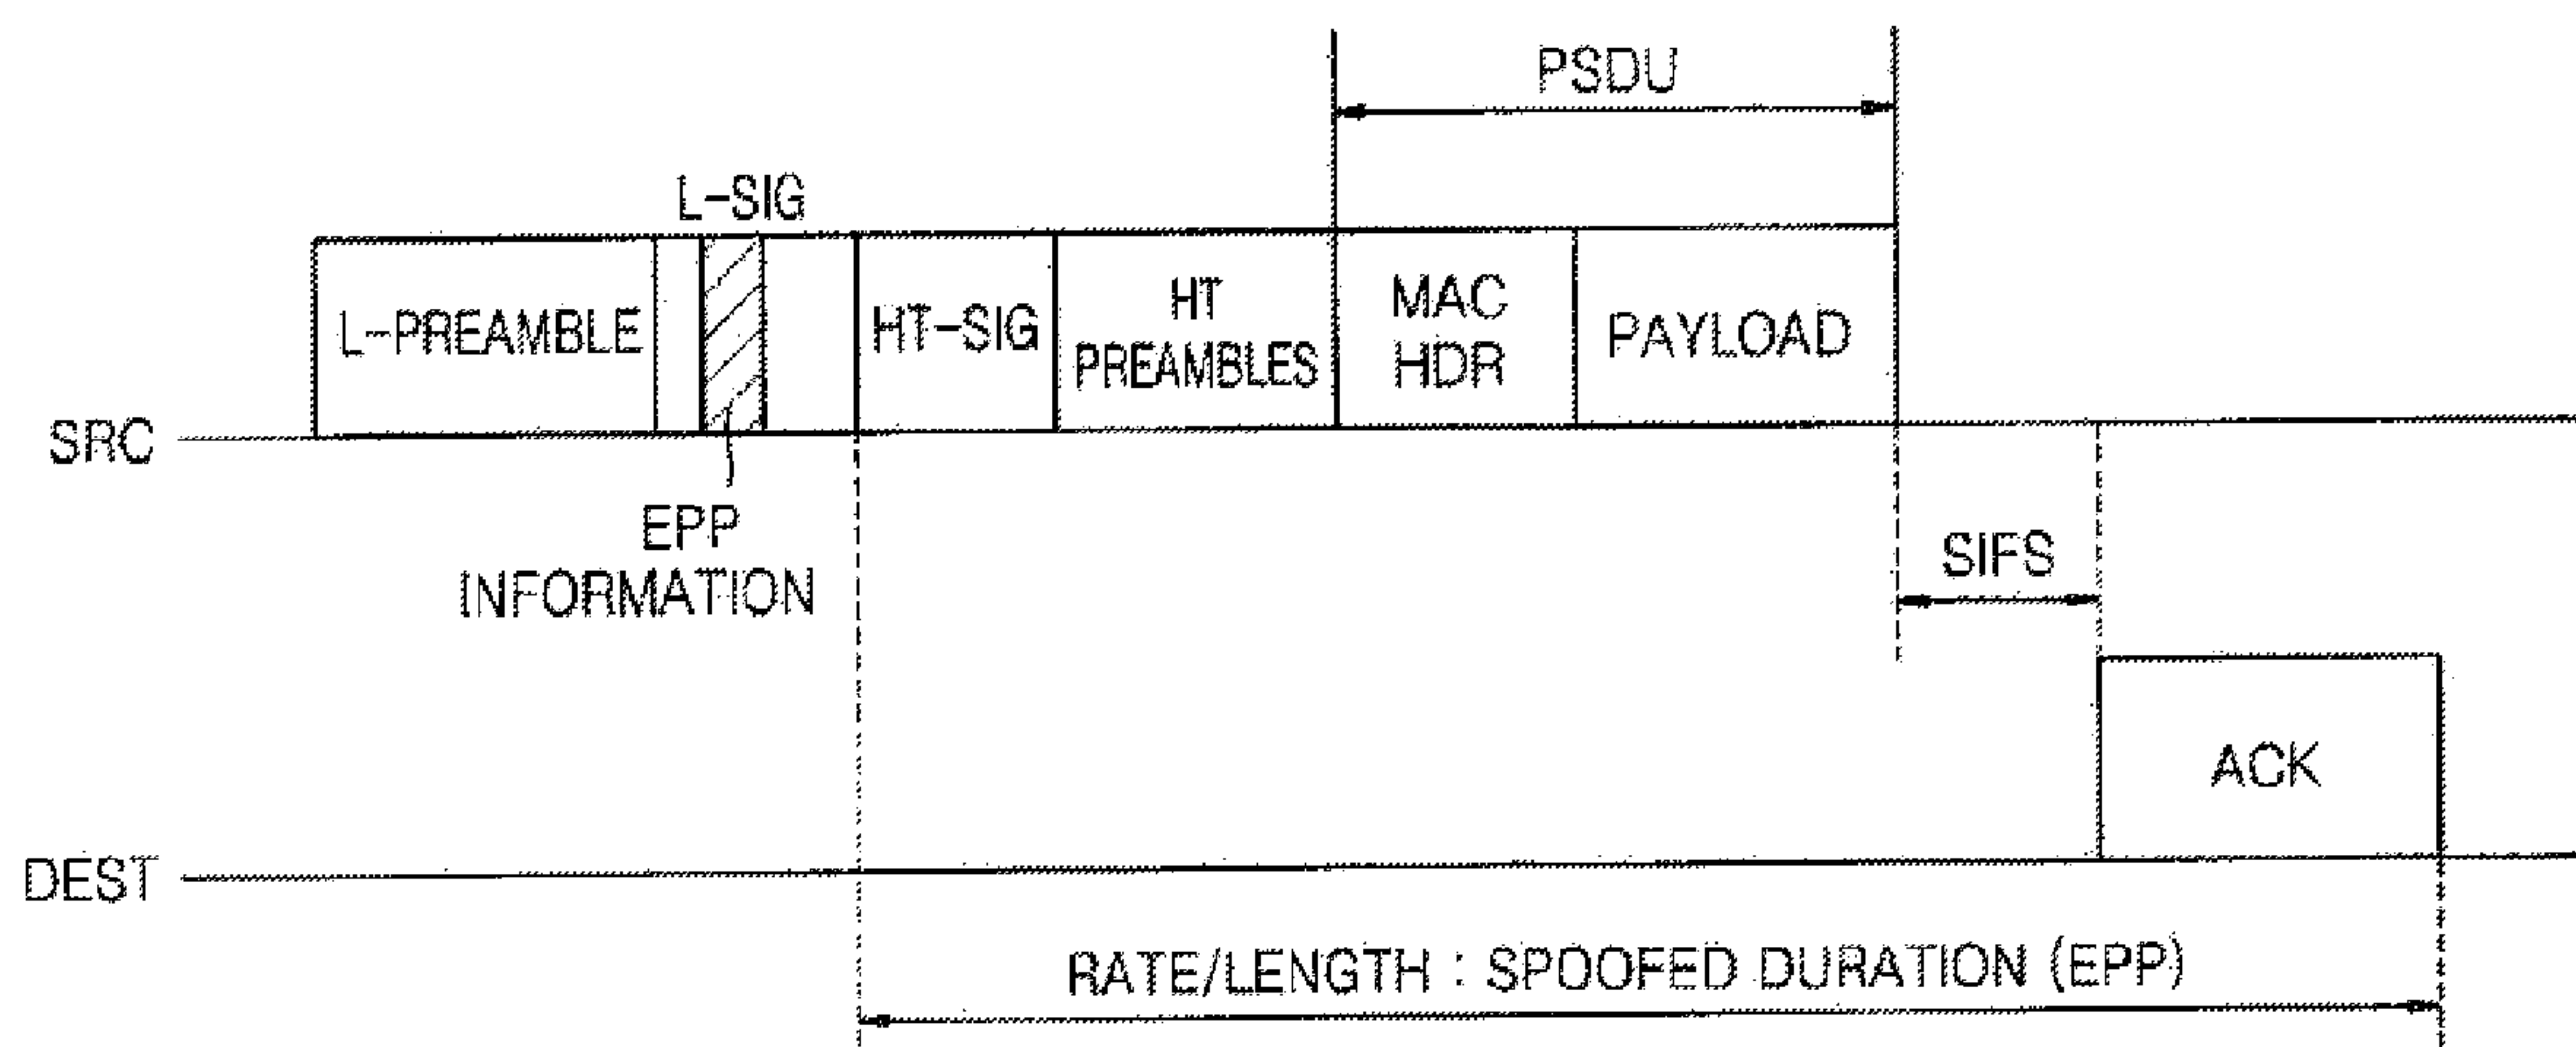 PSDU
L-SIG
L-PREAMBLE
HT-SIG
HT
PREAMBLES
MAC
HDR
PAYLOAD
SRC
EPP
INFORMATION
SIFS
ACK
DEST
RATE/LENGTH : SPOOFED DURATION (EPP)